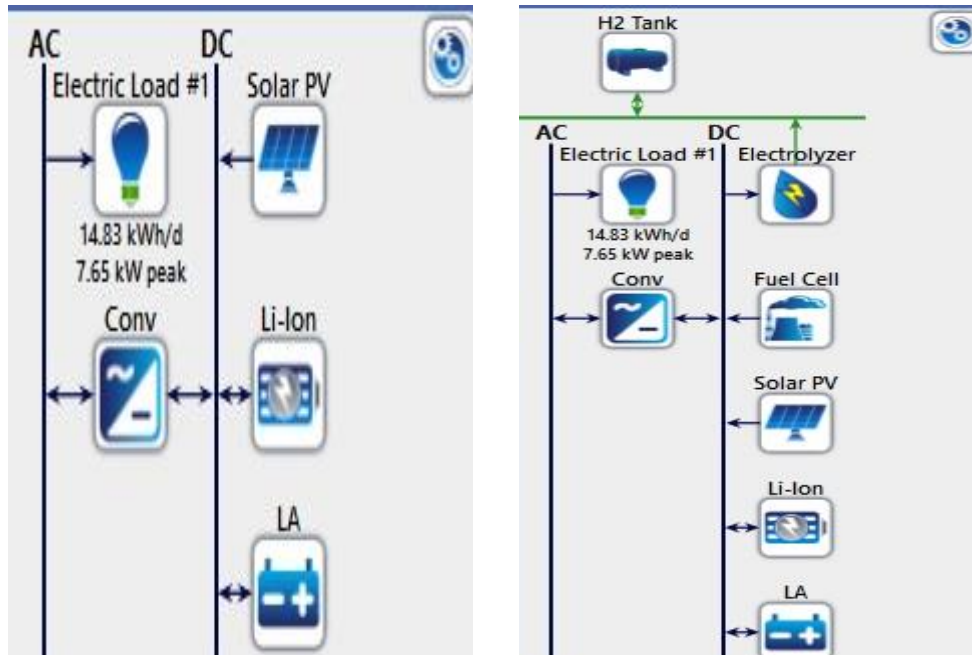 AC
DC
Electric Load #1
Solar PV
14.83 kWh/d
7.65 kW peak
Conv
Li-Ion
LA
H2 Tank
AC
DC
Electric Load #1
Electrolyzer
14.83 kWh/d
7.65 kW peak
Conv
Fuel Cell
Solar PV
Li-Ion
LA